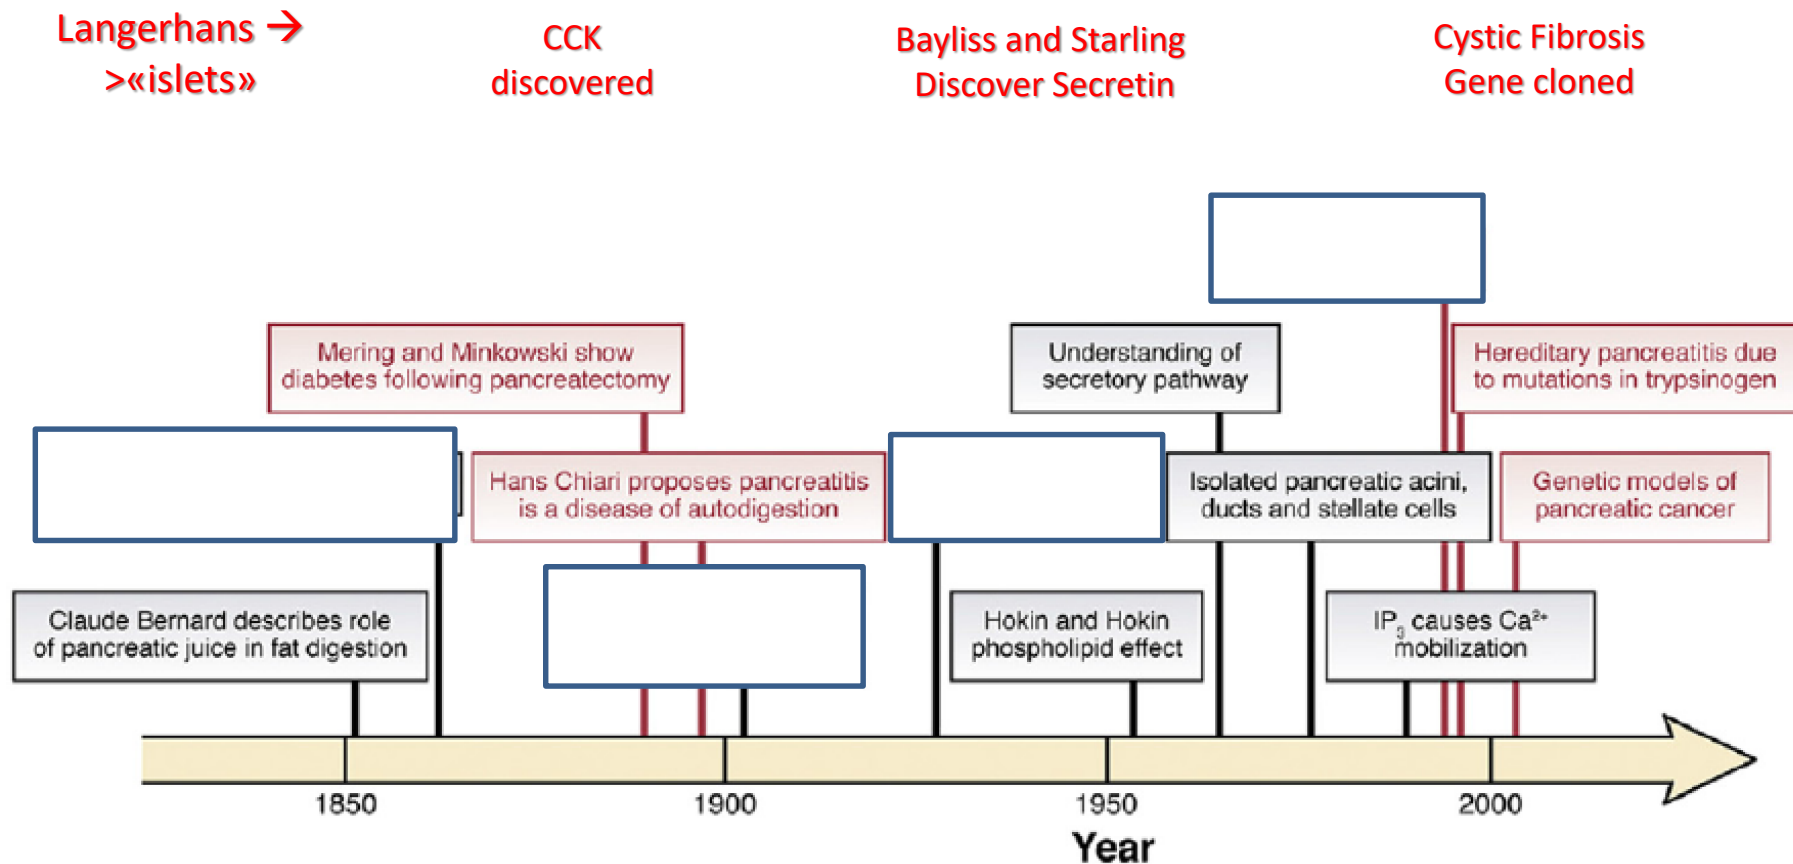 Langerhans →
>«islets»
CCK
discovered
Bayliss and Starling
Discover Secretin
Cystic Fibrosis
Gene cloned
Mering and Minkowski show
diabetes following pancreatectomy
Understanding of
secretory pathway
Hereditary pancreatitis due
to mutations in trypsinogen
Hans Chiari proposes pancreatitis
is a disease of autodigestion
Isolated pancreatic acini,
ducts and stellate cells
Genetic models of
pancreatic cancer
Claude Bernard describes role
of pancreatic juice in fat digestion
Hokin and Hokin
phospholipid effect
IP₃ causes Ca²⁺
mobilization
1850
1900
1950
2000
Year